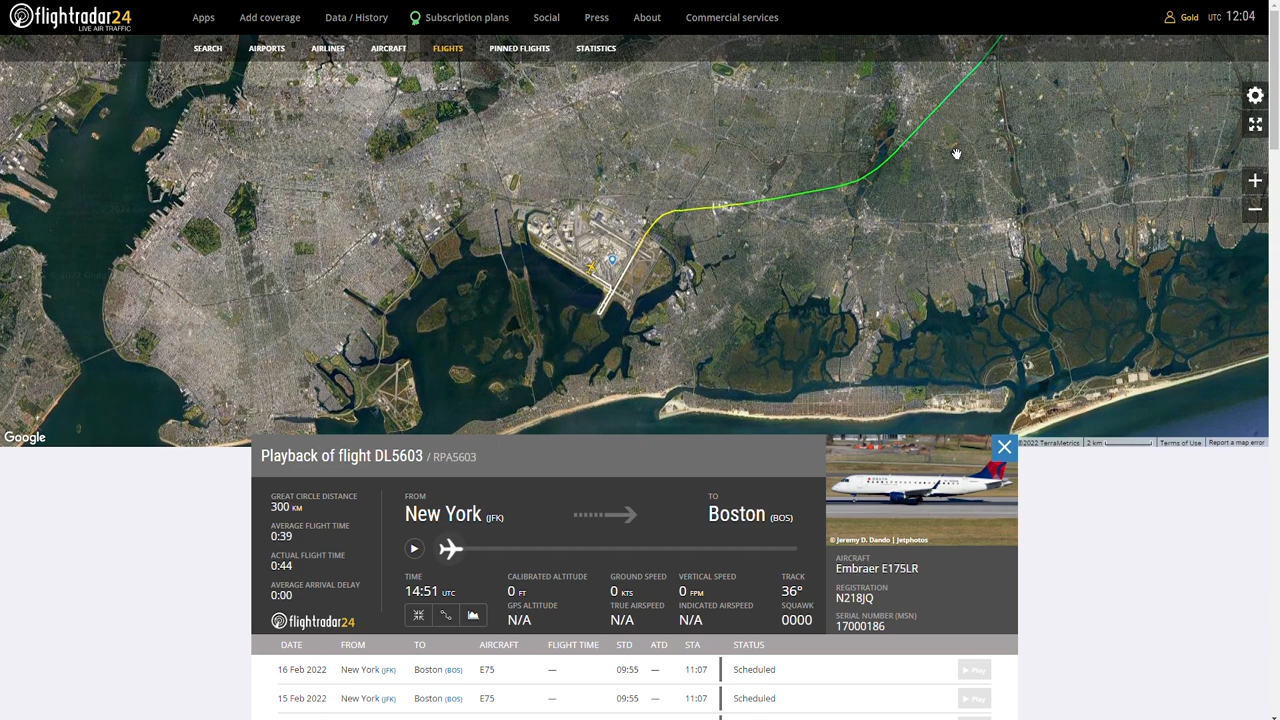 flightradar24
LIVE AIR TRAFFIC
Apps Add coverage Data / History Subscription plans Social Press About Commercial services
Gold UTC 12:04
SEARCH AIRPORTS AIRLINES AIRCRAFT FLIGHTS PINNED FLIGHTS STATISTICS
Google
©2022 TerraMetrics 2 km Terms of Use Report a map error
Playback of flight DL5603 / RPA5603
GREAT CIRCLE DISTANCE
300 KM
AVERAGE FLIGHT TIME
0:39
ACTUAL FLIGHT TIME
0:44
AVERAGE ARRIVAL DELAY
0:00
flightradar24
FROM
New York (JFK)
TO
Boston (BOS)
TIME
14:51 UTC
CALIBRATED ALTITUDE
0 FT
GPS ALTITUDE
N/A
GROUND SPEED
0 KTS
TRUE AIRSPEED
N/A
VERTICAL SPEED
0 FPM
INDICATED AIRSPEED
N/A
TRACK
36°
SQUAWK
0000
DELTA
© Jeremy D. Dando | Jetphotos
AIRCRAFT
Embraer E175LR
REGISTRATION
N218JQ
SERIAL NUMBER (MSN)
17000186
DATE FROM TO AIRCRAFT FLIGHT TIME STD ATD STA STATUS
16 Feb 2022 New York (JFK) Boston (BOS) E75 — 09:55 — 11:07 Scheduled Play
15 Feb 2022 New York (JFK) Boston (BOS) E75 — 09:55 — 11:07 Scheduled Play